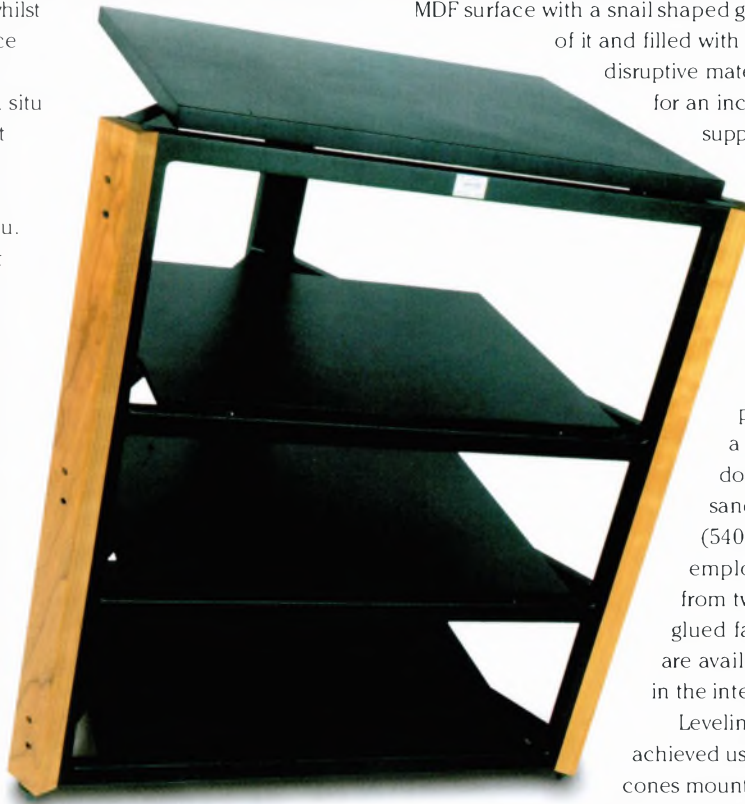 whilst
ce
situ
t
u.
MDF surface with a snail shaped g
of it and filled with
disruptive mate
for an inc
supp
p
a
do
sand
(540
emplo
from tw
glued fa
are avail
in the inte
Levelin
achieved us
cones mount